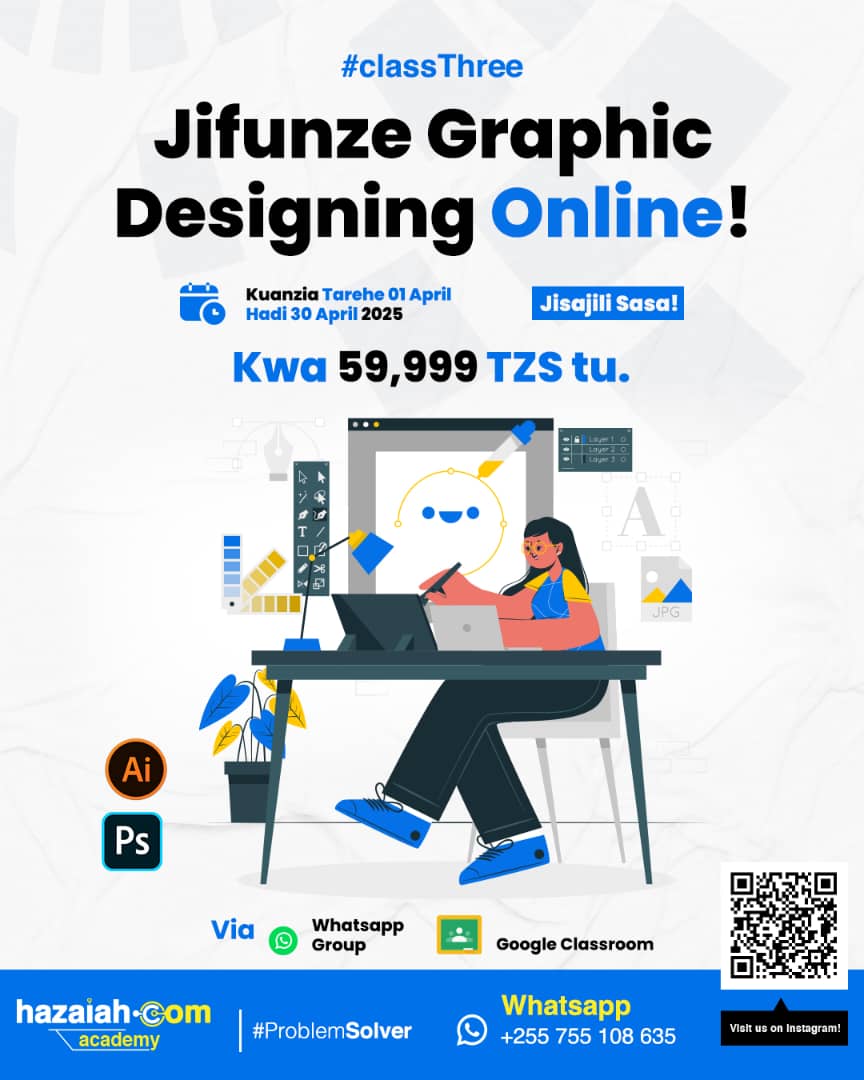 #classThree
Jifunze Graphic
Designing Online!
Kuanzia Tarehe 01 April
Hadi 30 April 2025
Jisajili Sasa!
Kwa 59,999 TZS tu.
Layer 1
Layer 2
Layer 3
T
A
JPG
Ai
Ps
Via
Whatsapp
Group
Google Classroom
hazaiah.com
academy
#ProblemSolver
Whatsapp
+255 755 108 635
Visit us on Instagram!